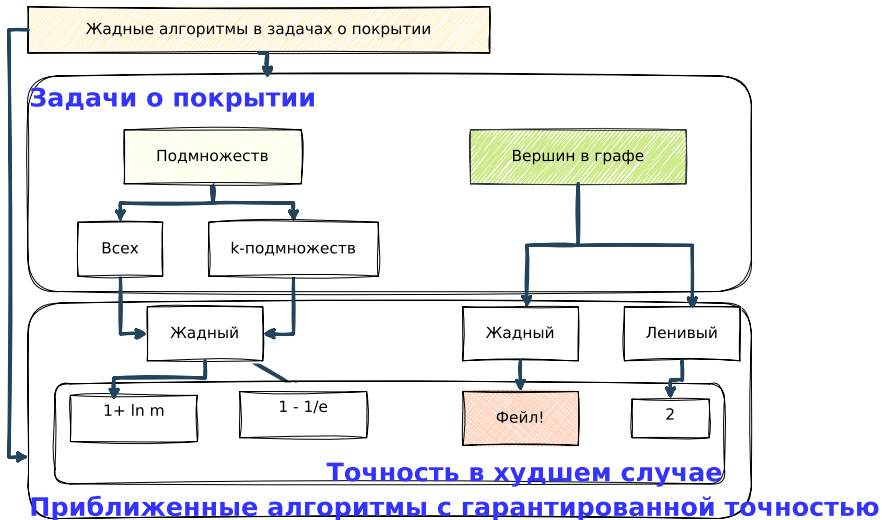 Жадные алгоритмы в задачах о покрытии
Задачи о покрытии
Подмножеств
Вершин в графе
Всех
k-подмножеств
Жадный
Жадный
Ленивый
1+ ln m
1 - 1/e
Фейл!
2
Точность в худшем случае
Приближенные алгоритмы с гарантированной точностью